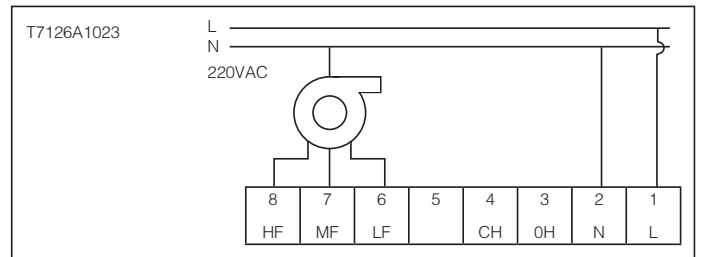 T7126A1023
L
N
220VAC
8 7 6 5 4 3 2 1
HF MF LF CH 0H N L